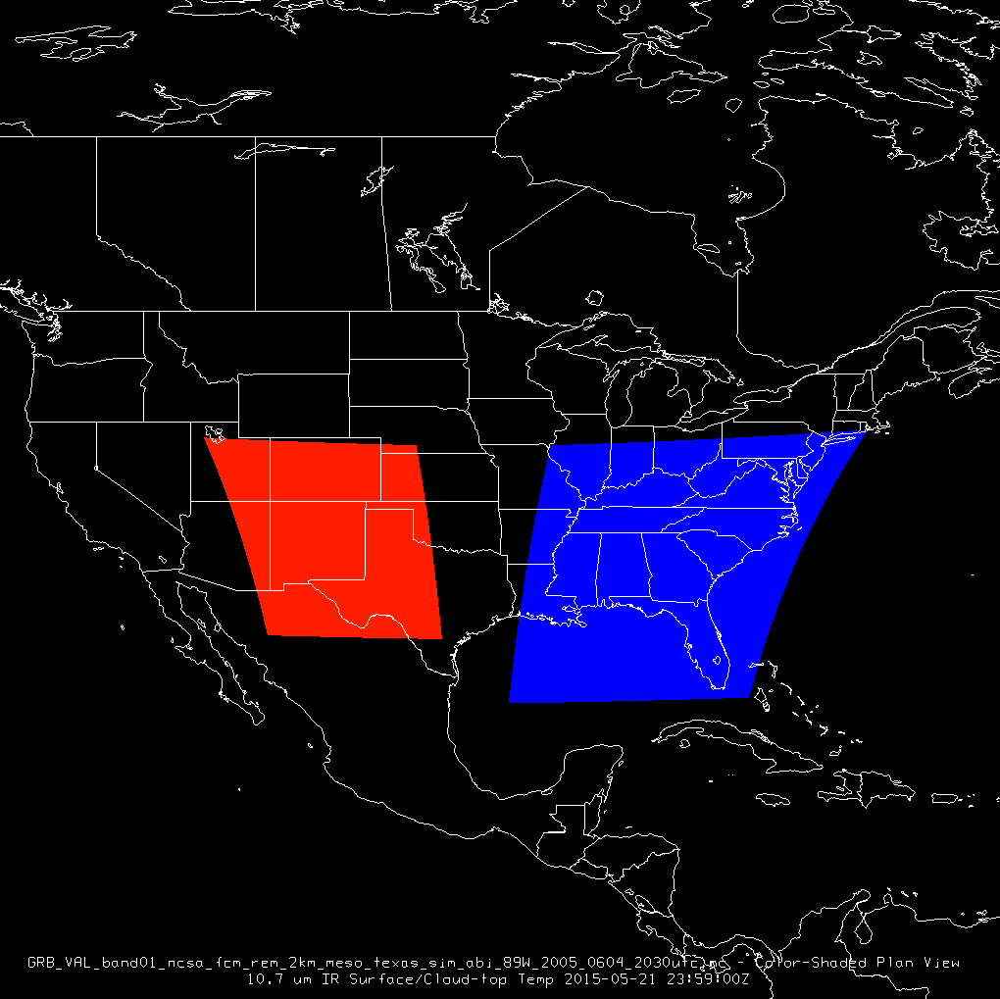 GRB_VAL_band01_mcsa_fcm_rem_2km_meso_texas_sim_abi_89W_2005_0604_2030utc.nc - Color-Shaded Plan View
10.7 um IR Surface/Cloud-top Temp 2015-05-21 23:59:00Z